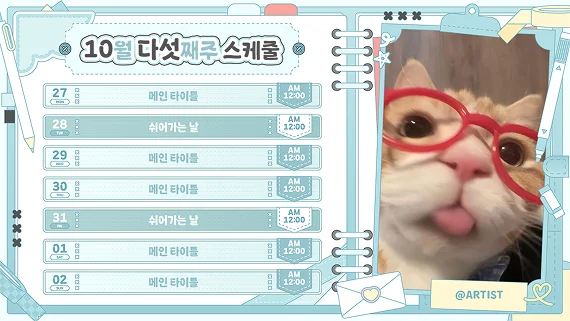 10월 다섯째주 스케쥴
27 MON 메인 타이틀 AM 12:00
28 TUE 쉬어가는 날 AM 12:00
29 WED 메인 타이틀 AM 12:00
30 메인 타이틀 AM 12:00
31 FRI 쉬어가는 날 AM 12:00
01 SAT 메인 타이틀 AM 12:00
02 SUN 메인 타이틀 AM 12:00
@ARTIST